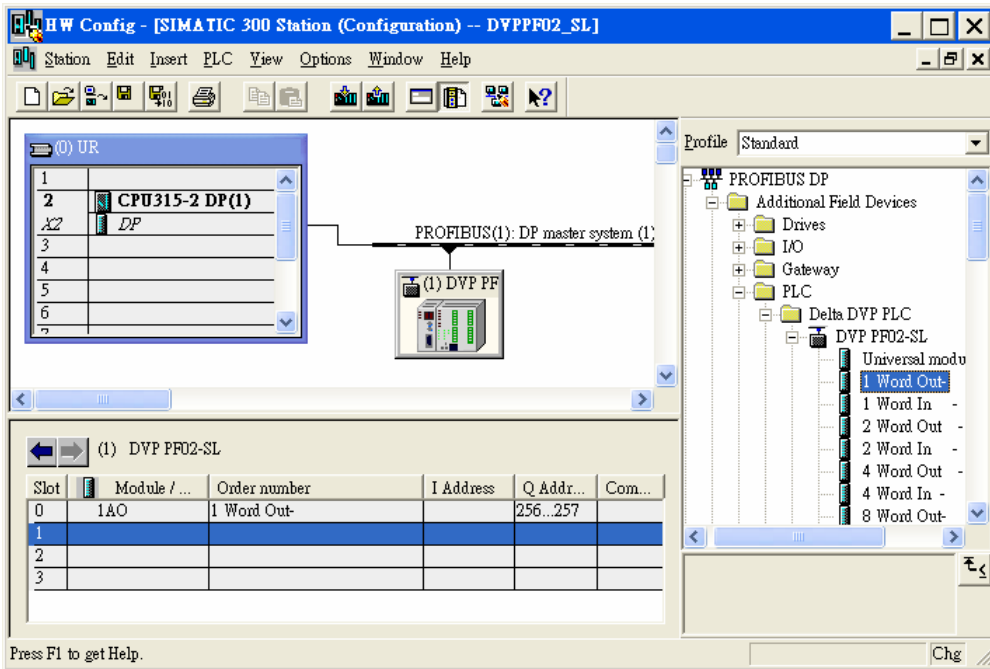 HW Config - [SIMATIC 300 Station (Configuration) -- DVPPF02_SL]
Station Edit Insert PLC View Options Window Help
(0) UR
1
2 CPU315-2 DP(1)
X2 DP
3
4
5
6
7
PROFIBUS(1): DP master system (1)
(1) DVP PF
Profile Standard
PROFIBUS DP
Additional Field Devices
Drives
I/O
Gateway
PLC
Delta DVP PLC
DVP PF02-SL
Universal modu
1 Word Out-
1 Word In -
2 Word Out -
2 Word In -
4 Word Out -
4 Word In -
8 Word Out-
(1) DVP PF02-SL
Slot Module / ... Order number I Address Q Addr... Com...
0 1AO 1 Word Out- 256...257
1
2
3
Press F1 to get Help.
Chg